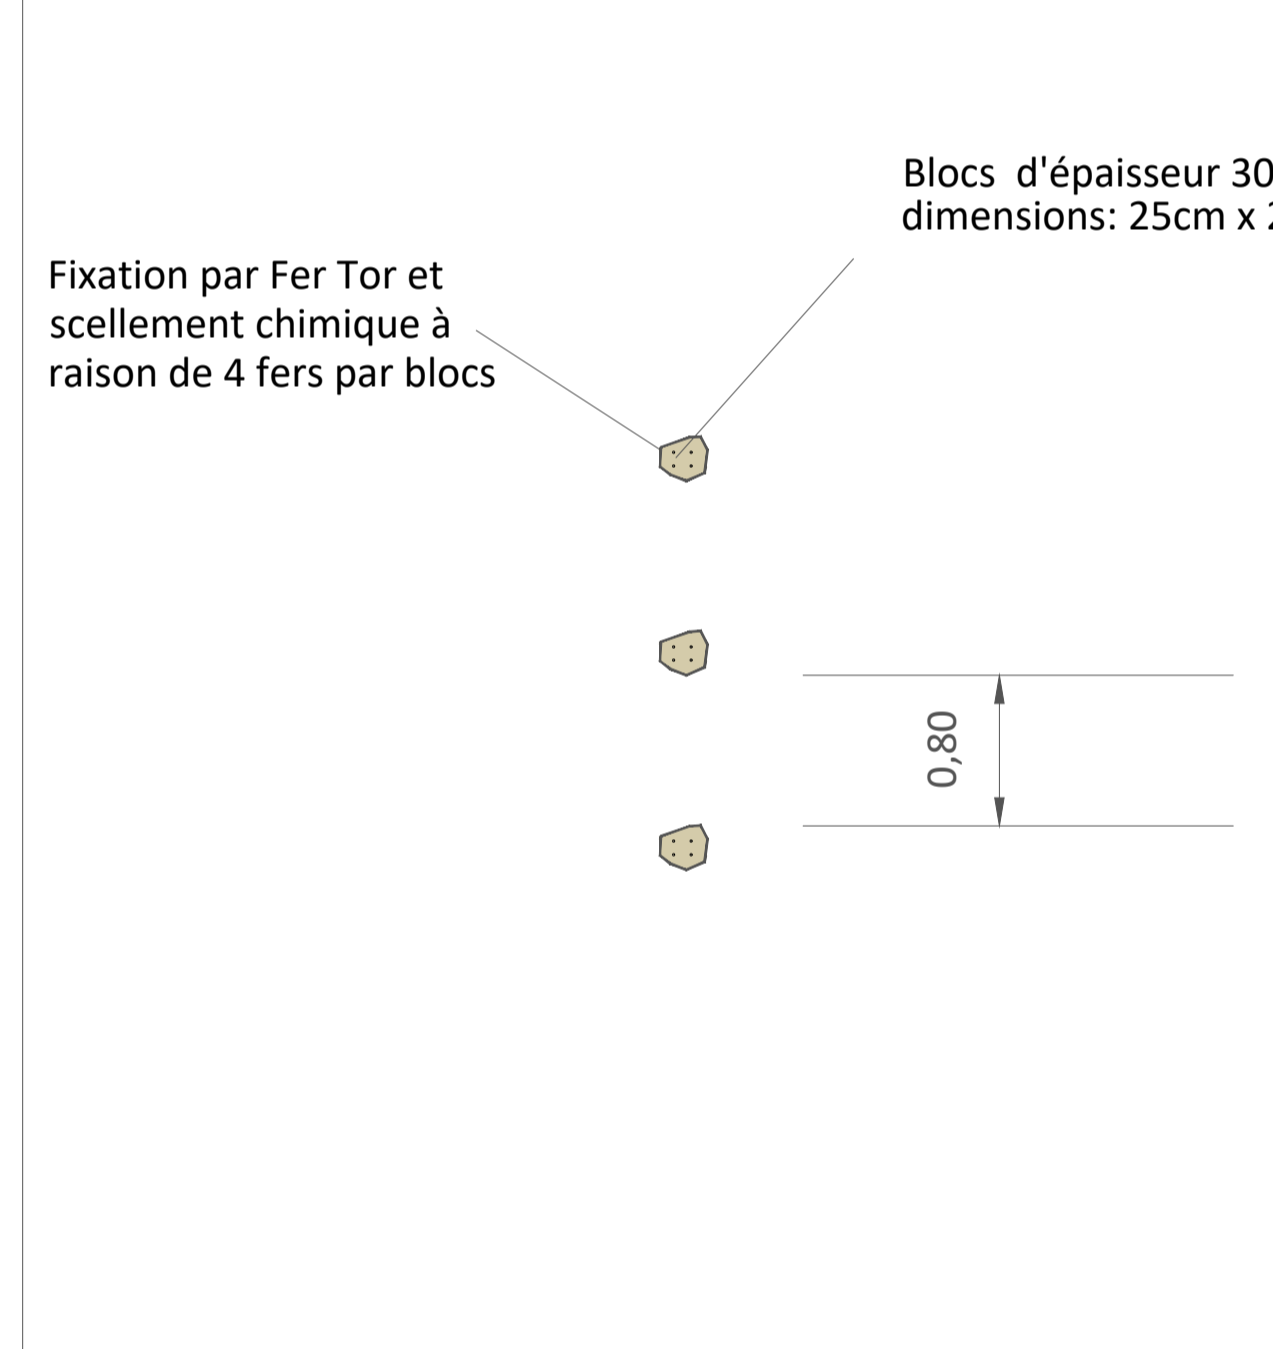 Blocs d'épaisseur 30
dimensions: 25cm x
Fixation par Fer Tor et
scellement chimique à
raison de 4 fers par blocs
0,80